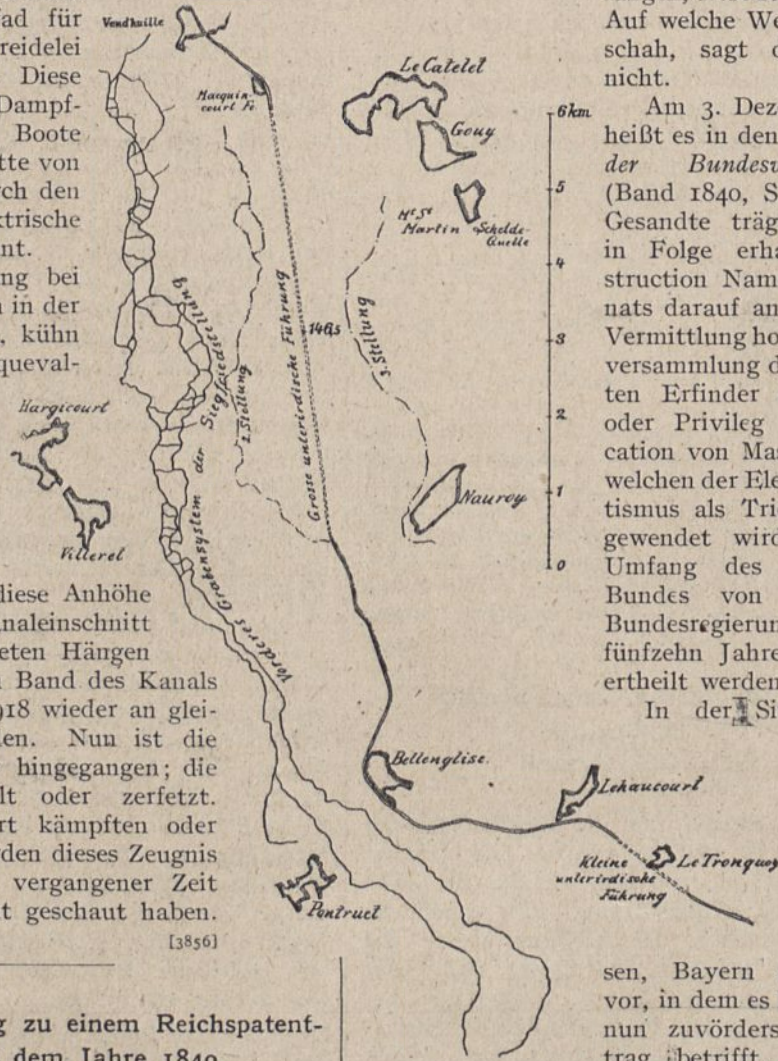 ad für
reidelei
Diese
Dampf-
Boote
tte von
rch den
ktrische
nt.
ng bei
n in der
, kühn
queval-
diese Anhöhe
analeinschnitt
eten Hängen
n Band des Kanals
918 wieder an glei-
en. Nun ist die
hingegangen; die
lt oder zerfetzt.
rt kämpften oder
rden dieses Zeugnis
vergangener Zeit
t geschaut haben.
[3856]
g zu einem Reichspatent-
dem Jahre 1840
Vendhuille
Macquin-
court Fe
Le Catelet
Gouy
Mt St
Martin
Schelde-
Quelle
6 km
5
4
3
2
1
0
146,5
Grosse unterirdische Führung
2. Stellung
3. Stellung
Vorderes Grabensystem der Siegfriedstellung
Hargicourt
Villeret
Nauroy
Bellenglise.
Lehaucourt
Le Tronquoy
Kleine
unterirdische
Führung
Pontruet
Auf welche We
schah, sagt d
nicht.
Am 3. Dez
heißt es in den
der Bundesv
(Band 1840, S
Gesandte träg
in Folge erha
struction Nam
nats darauf an
Vermittlung ho
versammlung d
ten Erfinder
oder Privileg
cation von Ma
welchen der Ele
tismus als Trie
gewendet wird
Umfang des
Bundes von
Bundesregierun
fünfzehn Jahre
ertheilt werden
In der Si
sen, Bayern
vor, in dem es
nun zuvörders
trag betrifft